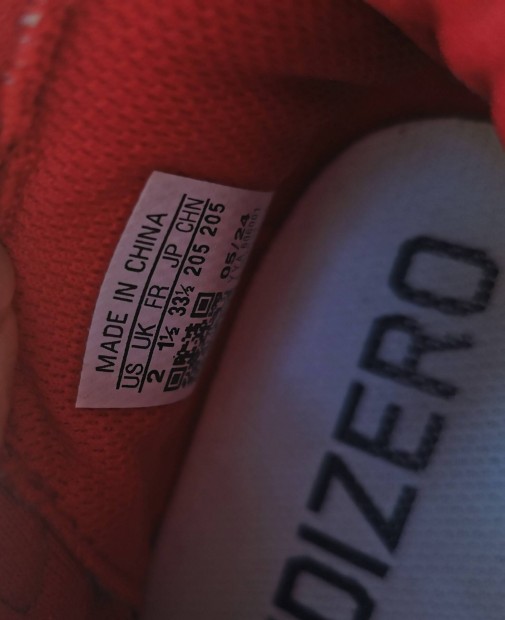 MADE IN CHINA
US UK FR JP CHN
2 1½ 33½ 205 205
05/24
DIZERO